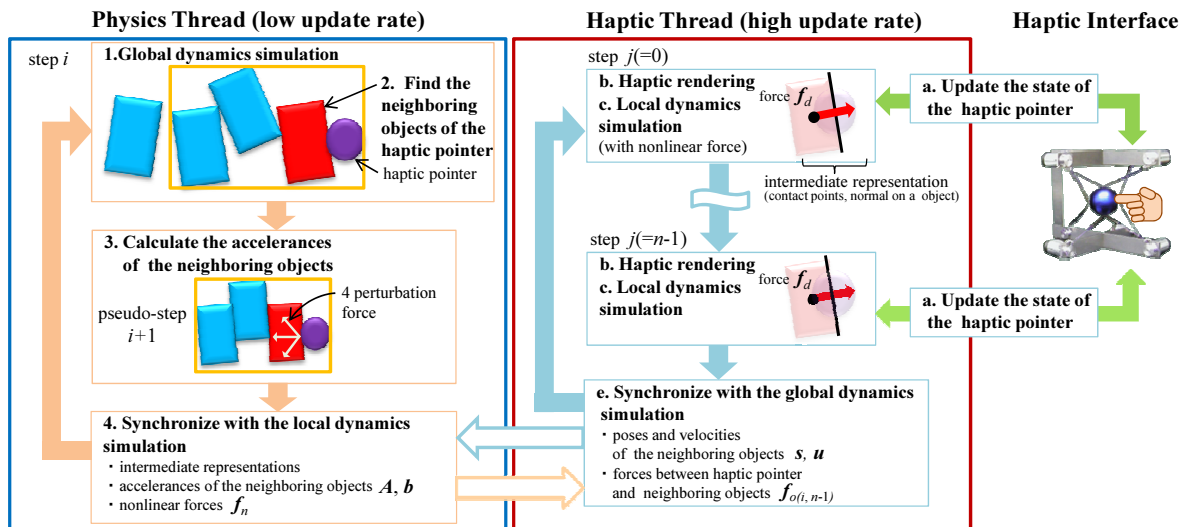 Physics Thread (low update rate)
step i
1.Global dynamics simulation
2. Find the
neighboring
objects of the
haptic pointer
haptic pointer
3. Calculate the accelerances
of the neighboring objects
4 perturbation
force
pseudo-step
i+1
4. Synchronize with the local dynamics
simulation
・intermediate representations
・accelerances of the neighboring objects A, b
・nonlinear forces f_n
Haptic Thread (high update rate)
step j(=0)
b. Haptic rendering
c. Local dynamics
simulation
(with nonlinear force)
force f_d
intermediate representation
(contact points, normal on a object)
step j(=n-1)
b. Haptic rendering
c. Local dynamics
simulation
force f_d
e. Synchronize with the global dynamics
simulation
・poses and velocities
of the neighboring objects s, u
・forces between haptic pointer
and neighboring objects f_o(i, n-1)
Haptic Interface
a. Update the state of
the haptic pointer
a. Update the state of
the haptic pointer